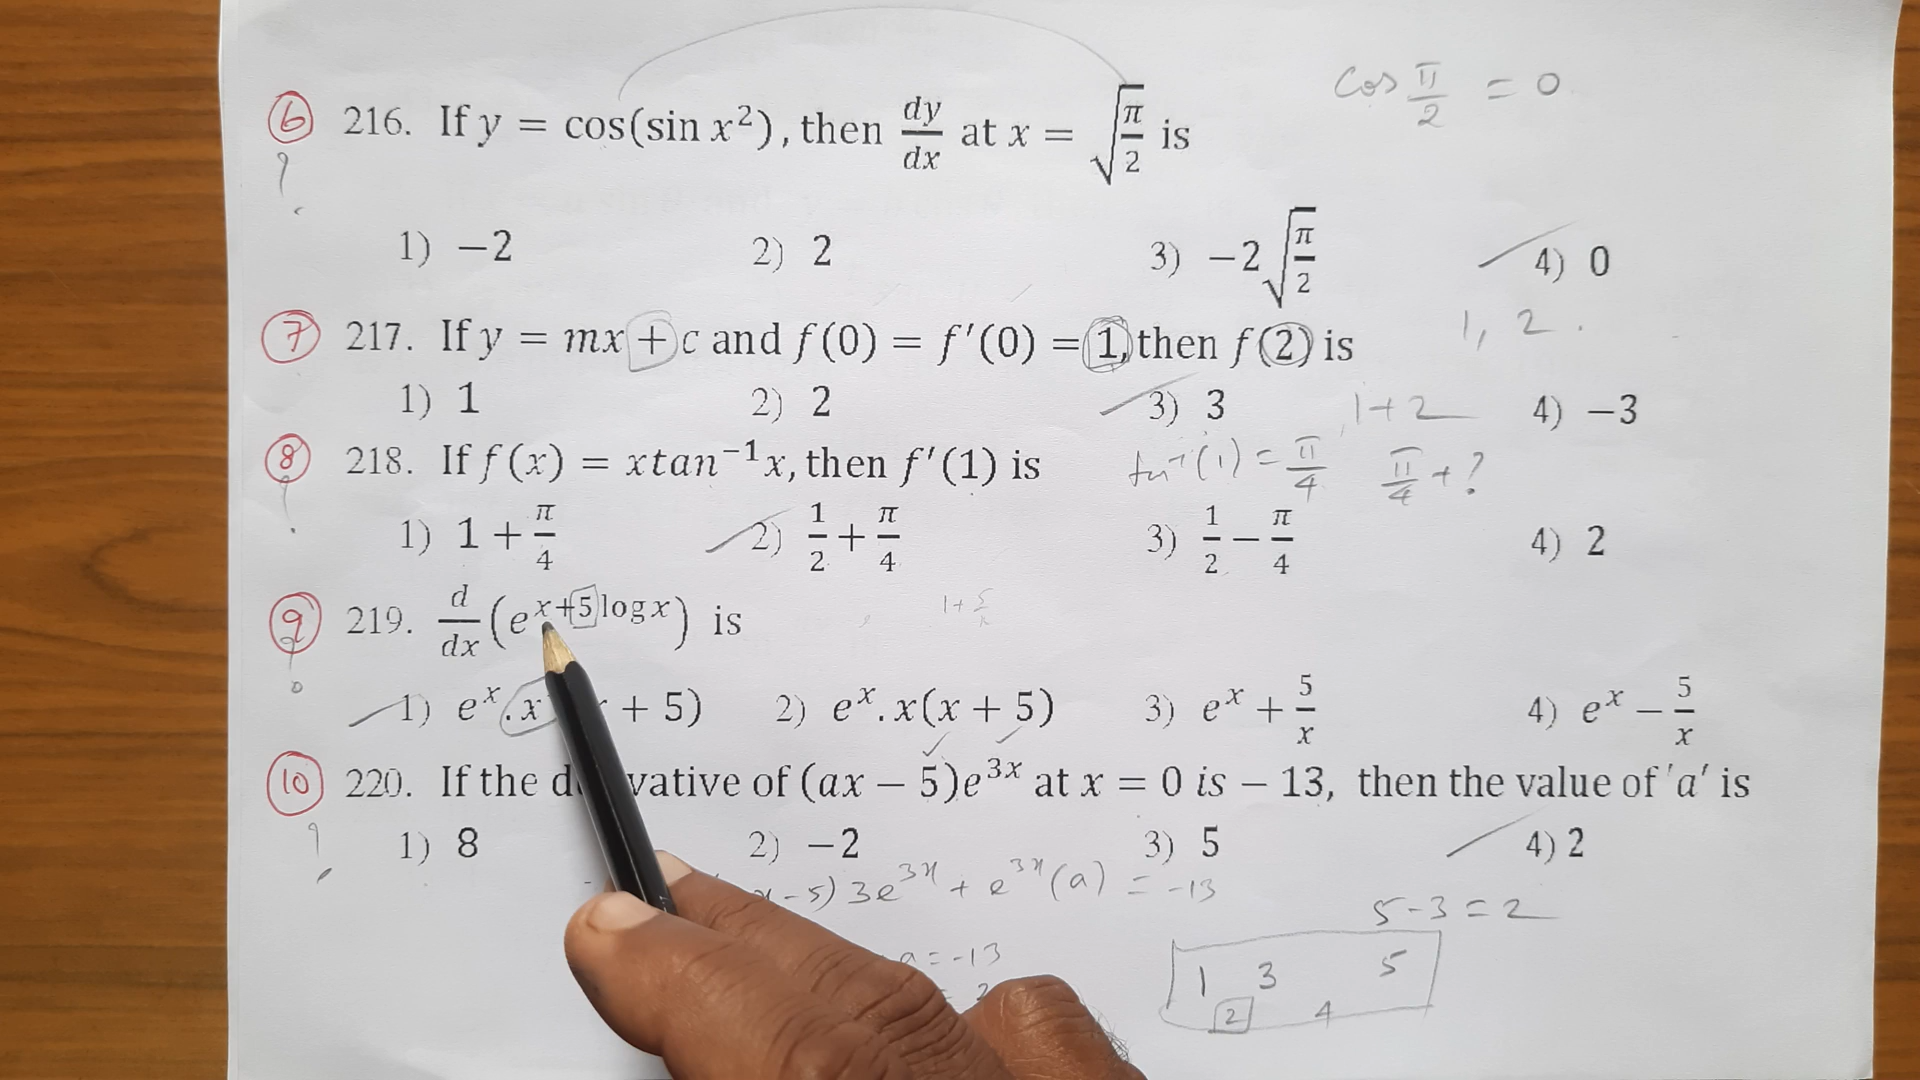 cos π/2 = 0
6 216. If y = cos(sin x²), then dy/dx at x = √(π/2) is
1) −2 2) 2 3) −2√(π/2) 4) 0
7 217. If y = mx + c and f(0) = f′(0) = 1, then f(2) is 1, 2.
1) 1 2) 2 3) 3 1+2 4) −3
8 218. If f(x) = xtan⁻¹x, then f′(1) is tan⁻¹(1) = π/4 π/4 + ?
1) 1 + π/4 2) 1/2 + π/4 3) 1/2 − π/4 4) 2
9 219. d/dx (e^(x+5logx)) is 1+5/x
1) eˣ.x + 5) 2) eˣ.x(x + 5) 3) eˣ + 5/x 4) eˣ − 5/x
10 220. If the d vative of (ax − 5)e³ˣ at x = 0 is − 13, then the value of ′a′ is
1) 8 2) −2 3) 5 4) 2
x-5) 3e³ˣ + e³ˣ(a) = -13
5-3=2
a = -13
= 2
1 3 5
2 4